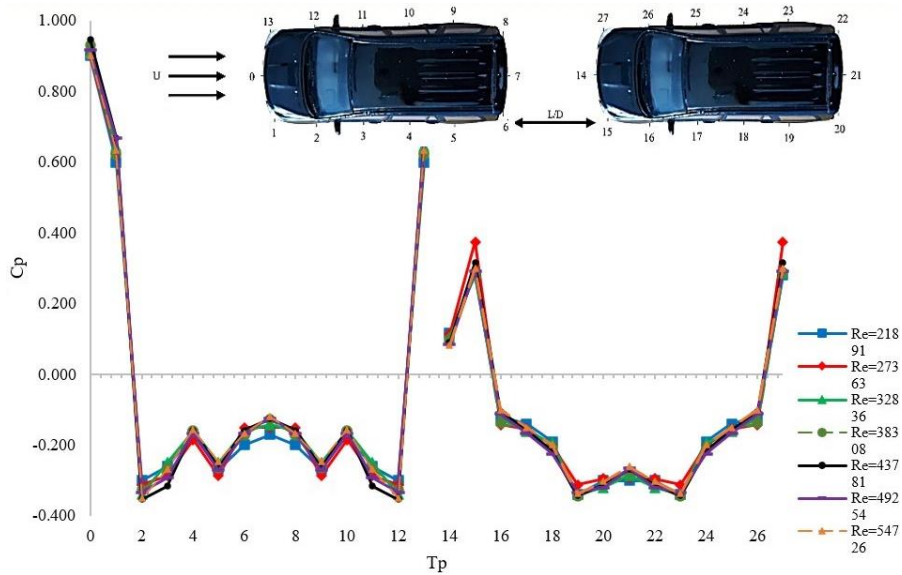 1.000
0.800
0.600
0.400
0.200
0.000
-0.200
-0.400
Cp
0 2 4 6 8 10 12 14 16 18 20 22 24 26
Tp
U
13 12 11 10 9 8
0 7
1 2 3 4 5 6
L/D
27 26 25 24 23 22
14 21
15 16 17 18 19 20
Re=218
91
Re=273
63
Re=328
36
Re=383
08
Re=437
81
Re=492
54
Re=547
26